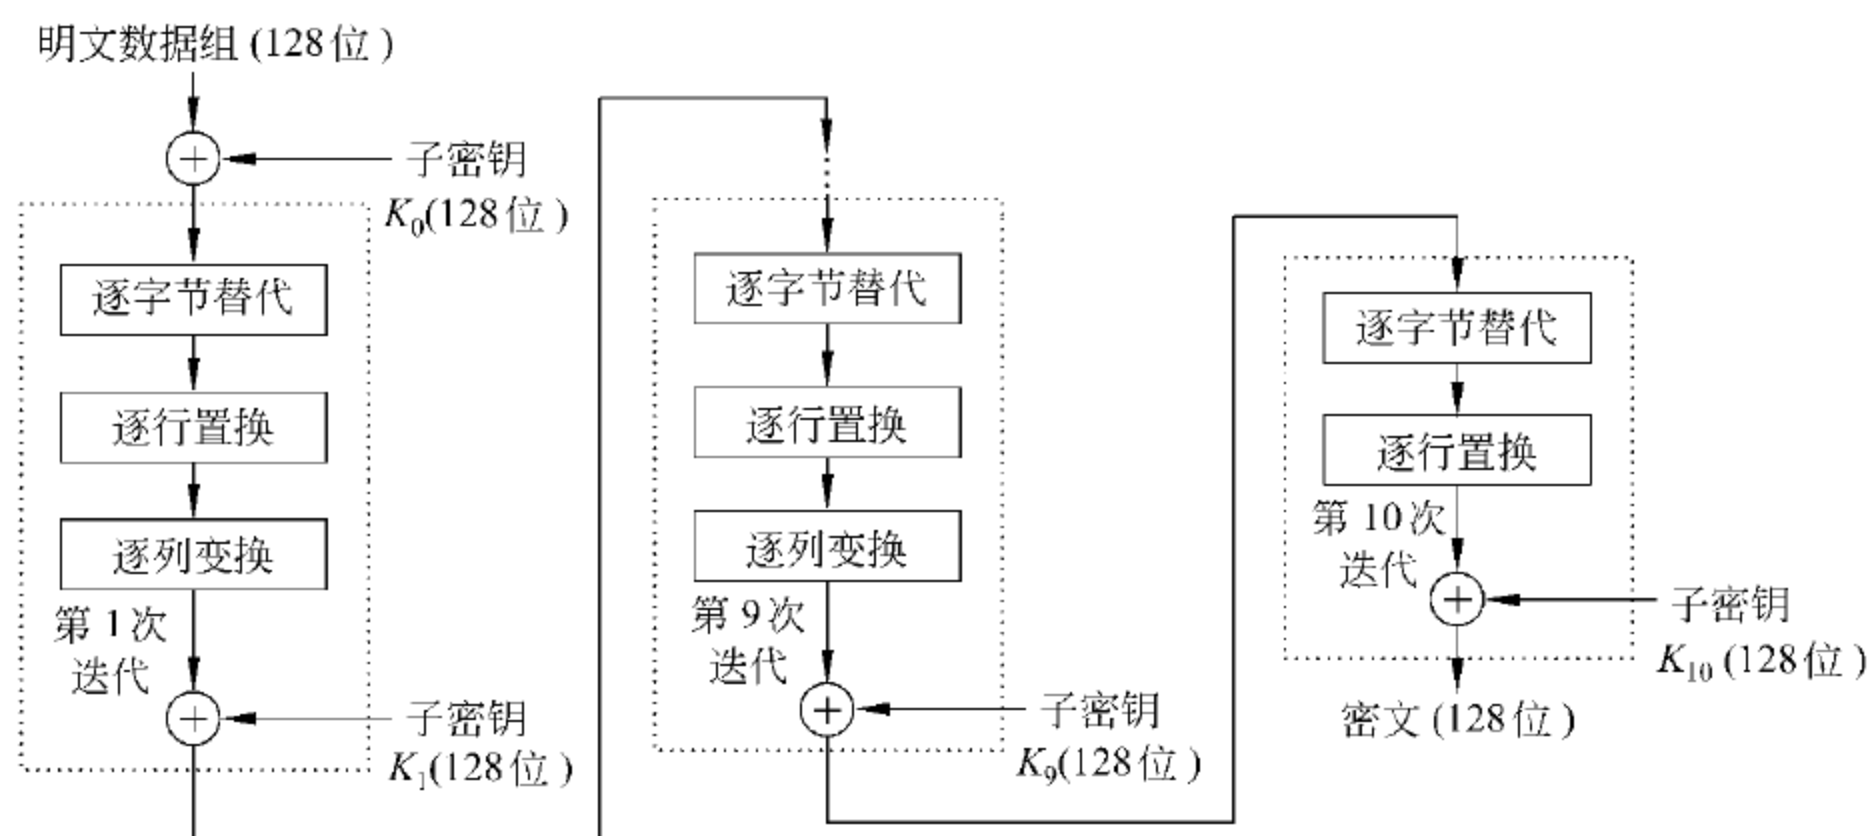 明文数据组 (128位 )
子密钥
K0(128位 )
逐字节替代
逐行置换
逐列变换
第 1次
迭代
子密钥
K1(128位 )
逐字节替代
逐行置换
逐列变换
第 9次
迭代
子密钥
K9(128位 )
逐字节替代
逐行置换
第 10次
迭代
子密钥
K10 (128位 )
密文 (128位 )